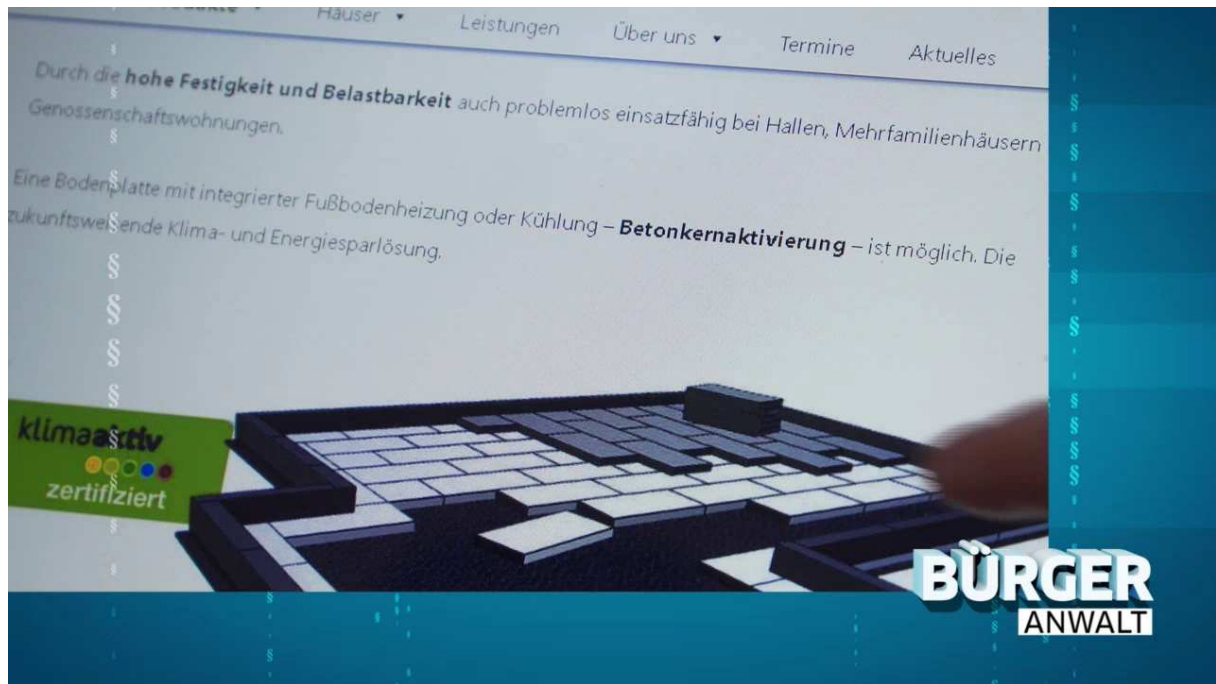 Häuser
Leistungen
Über uns
Termine
Aktuelles
Durch die hohe Festigkeit und Belastbarkeit auch problemlos einsatzfähig bei Hallen, Mehrfamilienhäusern
Genossenschaftswohnungen.
Eine Bodenplatte mit integrierter Fußbodenheizung oder Kühlung – Betonkernaktivierung – ist möglich. Die
zukunftsweisende Klima- und Energiesparlösung.
klimaaktiv
zertifiziert
BÜRGER
ANWALT